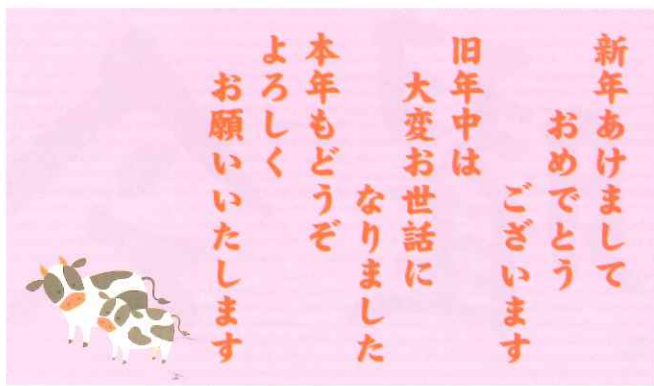 新年あけまして
おめでとう
ございます
旧年中は
大変お世話に
なりました
本年もどうぞ
よろしく
お願いいたします